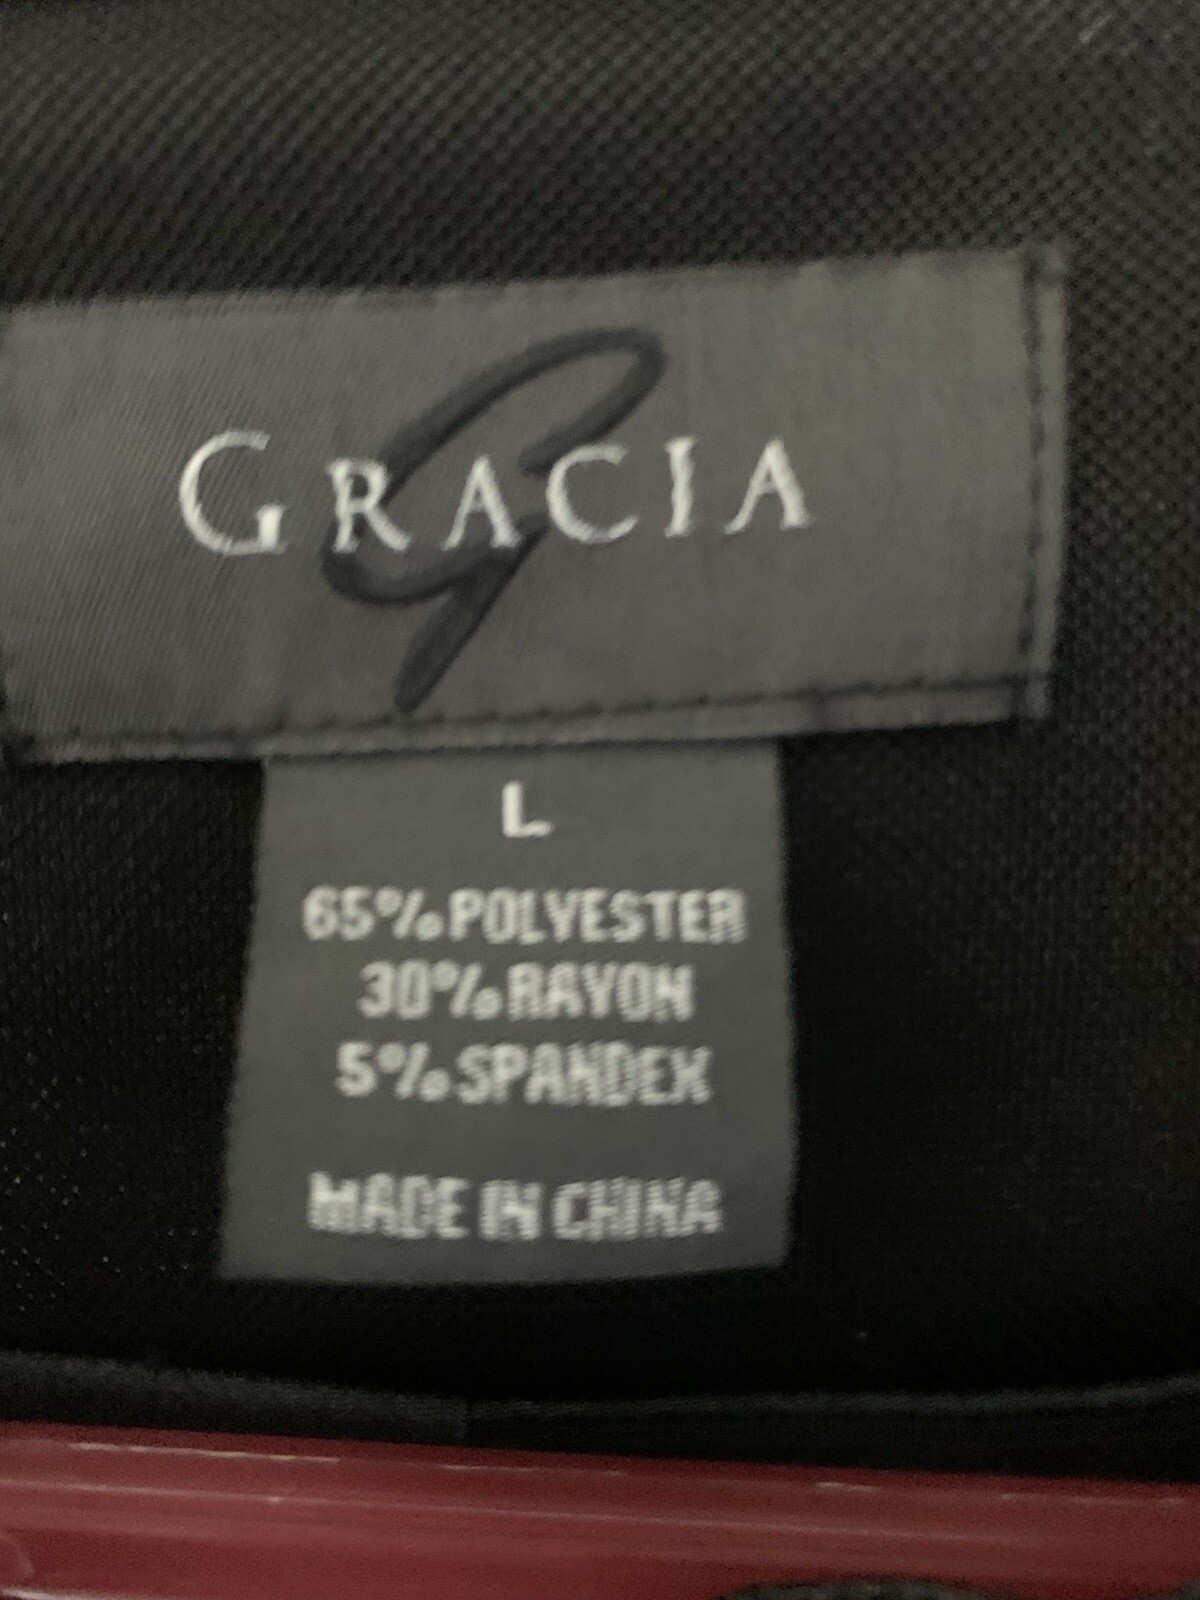 GRACIA
L
65% POLYESTER
30% RAYON
5% SPANDEX
MADE IN CHINA